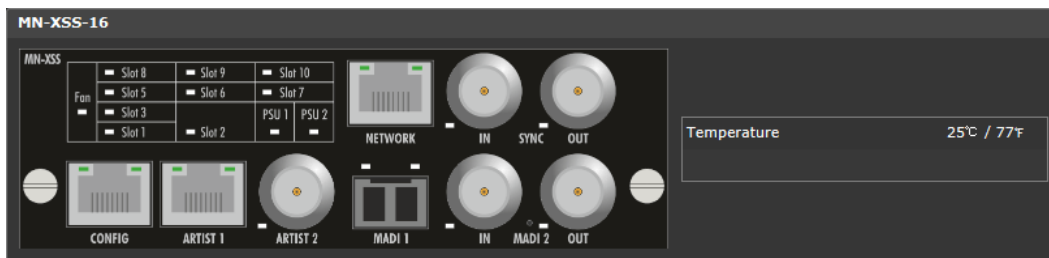 MN-XSS-16
MN-XSS
Fan
Slot 8 Slot 9 Slot 10
Slot 5 Slot 6 Slot 7
Slot 3 PSU 1 PSU 2
Slot 1 Slot 2
NETWORK IN SYNC OUT
CONFIG ARTIST 1 ARTIST 2 MADI 1 IN MADI 2 OUT
Temperature 25℃ / 77℉